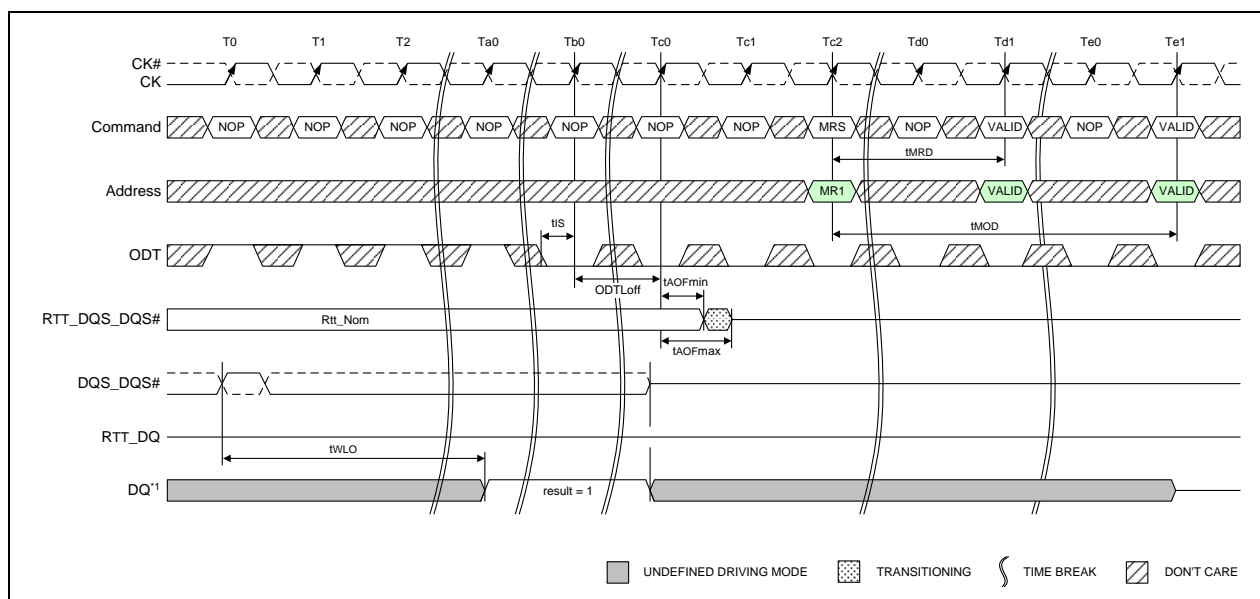 T0 T1 T2 Ta0 Tb0 Tc0 Tc1 Tc2 Td0 Td1 Te0 Te1
CK#
CK
Command NOP NOP NOP NOP NOP NOP NOP MRS NOP VALID NOP VALID
tMRD
Address MR1 VALID VALID
tIS
tMOD
ODT
ODTLoff
tAOFmin
RTT_DQS_DQS# Rtt_Nom
tAOFmax
DQS_DQS#
RTT_DQ
tWLO
DQ*1 result = 1
UNDEFINED DRIVING MODE TRANSITIONING TIME BREAK DON'T CARE